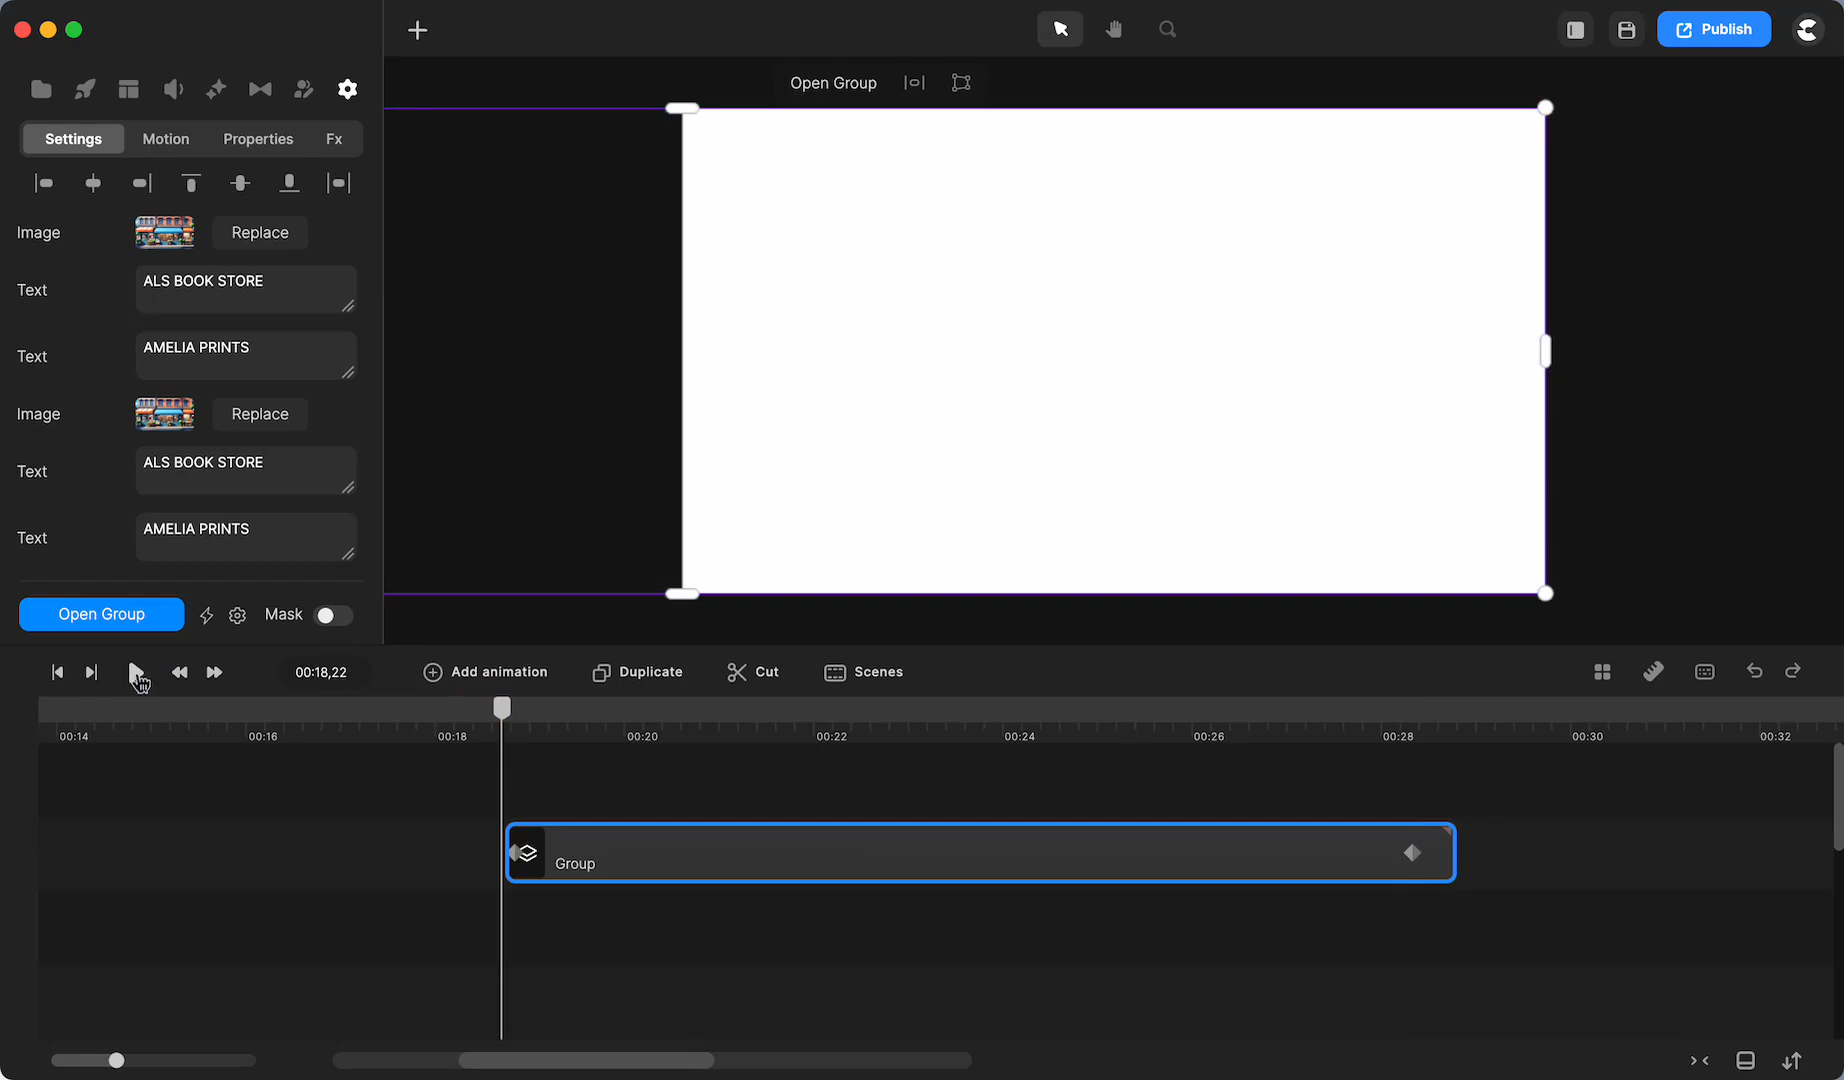 Publish
Open Group
Settings Motion Properties Fx
Image Replace
Text ALS BOOK STORE
Text AMELIA PRINTS
Image Replace
Text ALS BOOK STORE
Text AMELIA PRINTS
Open Group Mask
00:18,22 Add animation Duplicate Cut Scenes
00:14 00:16 00:18 00:20 00:22 00:24 00:26 00:28 00:30 00:32
Group